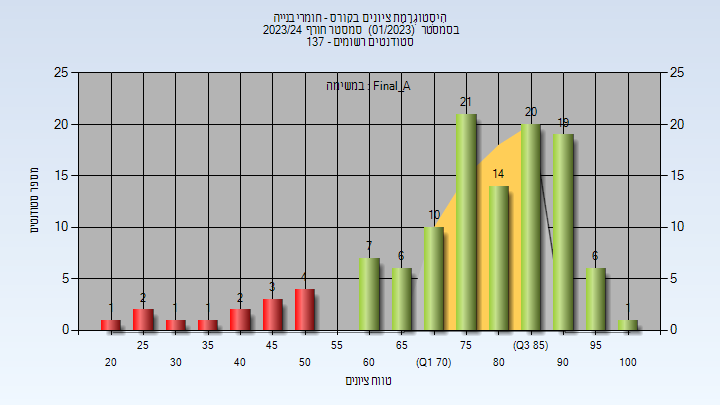 היסטוגרמת ציונים בקורס - חומרי בנייה
בסמסטר (01/2023) סמסטר חורף 2023/24
סטודנטים רשומים - 137
במשימה : Final_A
מספר סטודנטים
25 25
20 20
15 15
10 10
5 5
0 0
1 2 1 1 2 3 4 7 6 10 21 14 20 19 6 1
25 35 45 55 65 75 (Q3 85) 95
20 30 40 50 60 (Q1 70) 80 90 100
טווח ציונים